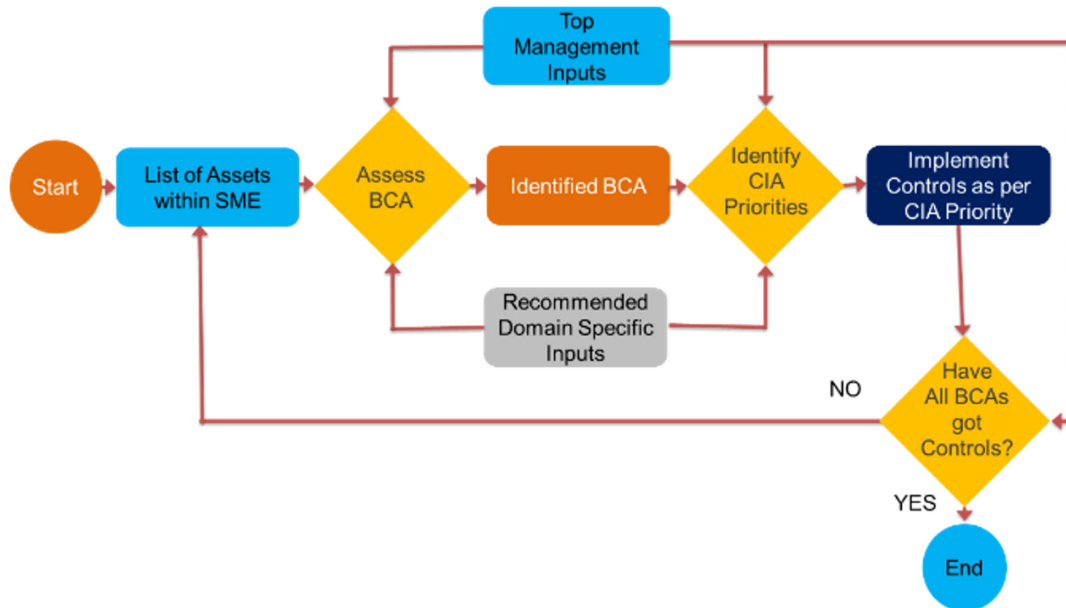 Top
Management
Inputs
Start
List of Assets
within SME
Assess
BCA
Identified BCA
Identify
CIA
Priorities
Implement
Controls as per
CIA Priority
Recommended
Domain Specific
Inputs
NO
Have
All BCAs
got
Controls?
YES
End